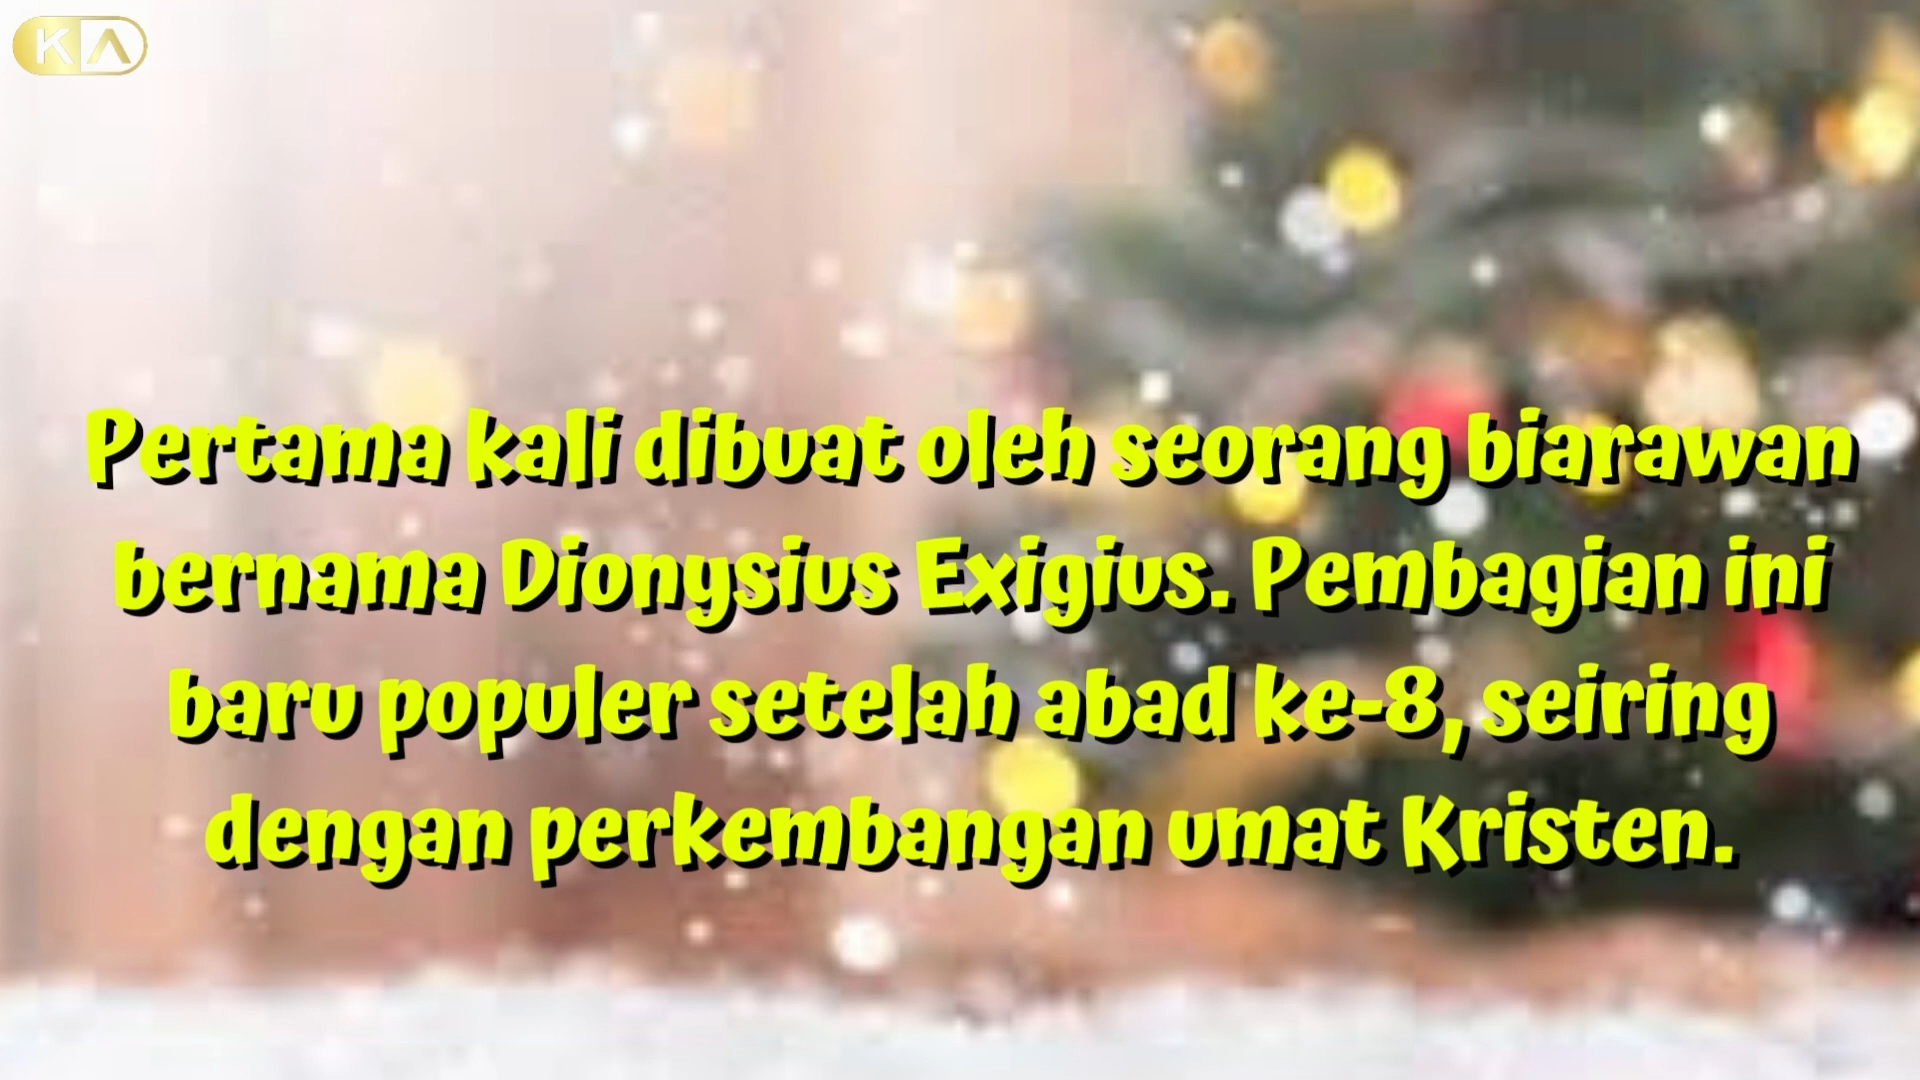 KA
Pertama kali dibuat oleh seorang biarawan
bernama Dionysius Exigius. Pembagian ini
baru populer setelah abad ke-8, seiring
dengan perkembangan umat Kristen.